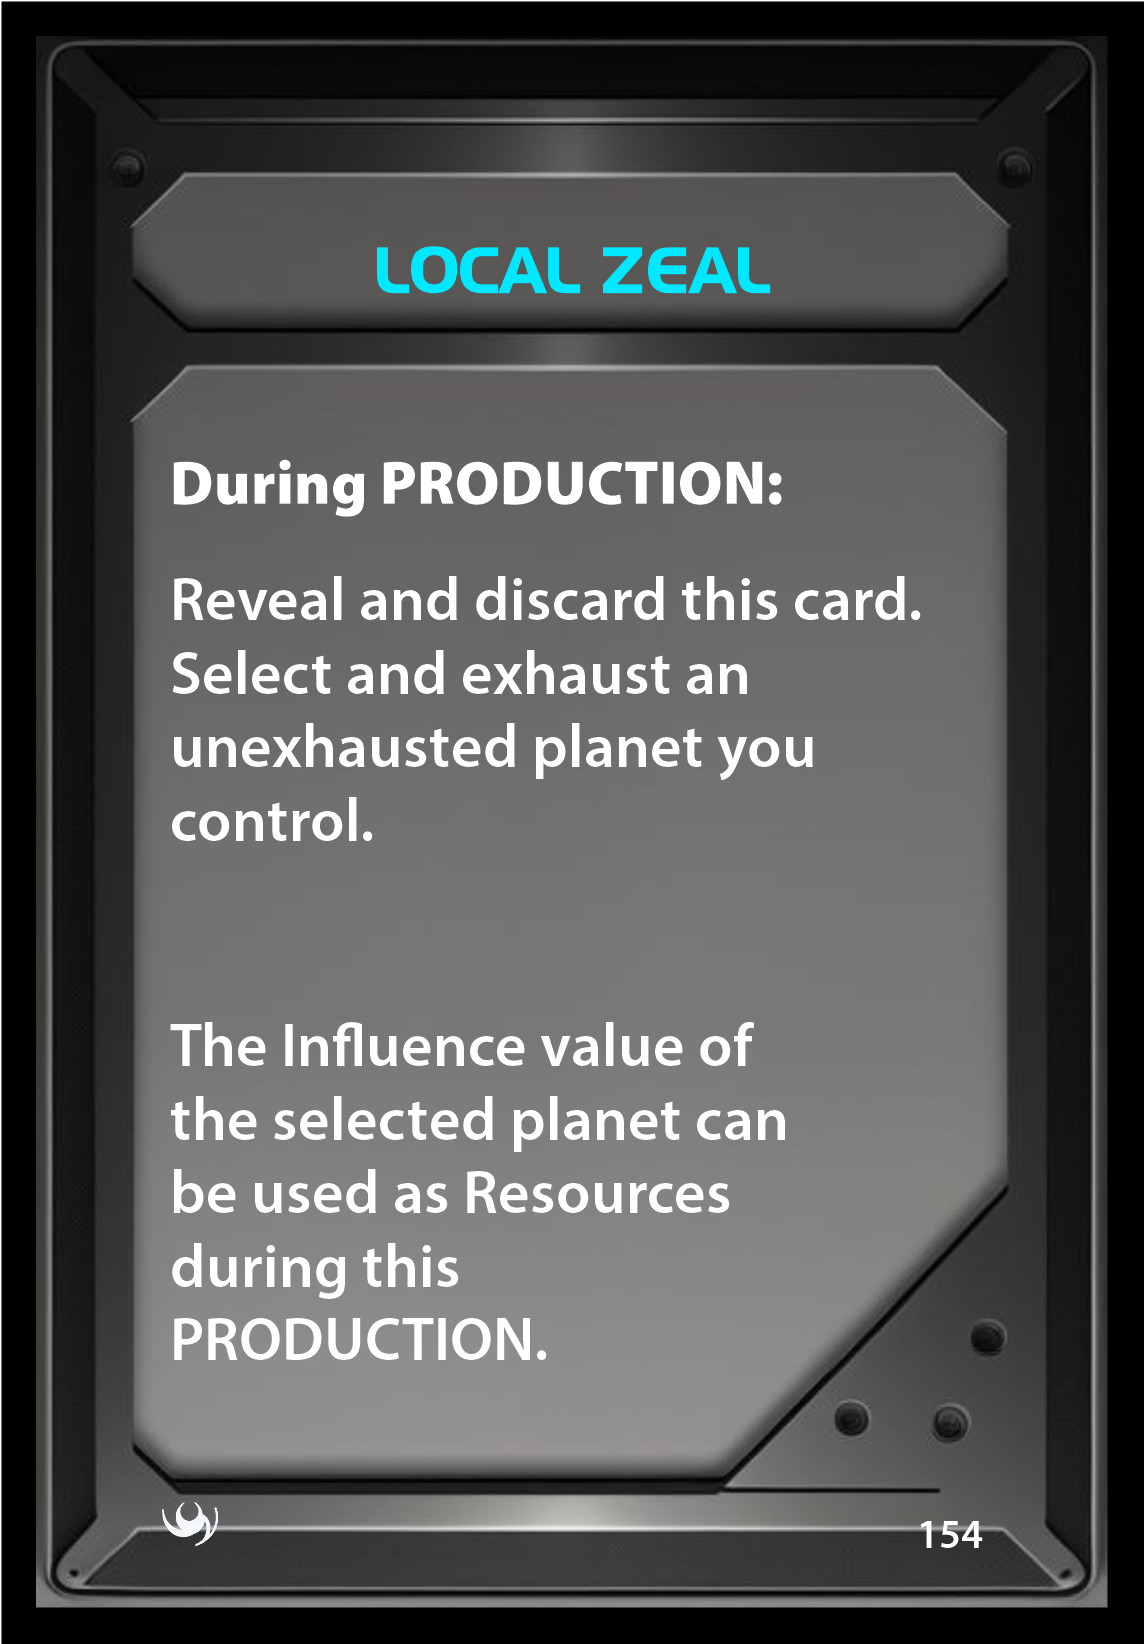 LOCAL ZEAL
During PRODUCTION:
Reveal and discard this card.
Select and exhaust an
unexhausted planet you
control.
The Influence value of
the selected planet can
be used as Resources
during this
PRODUCTION.
154